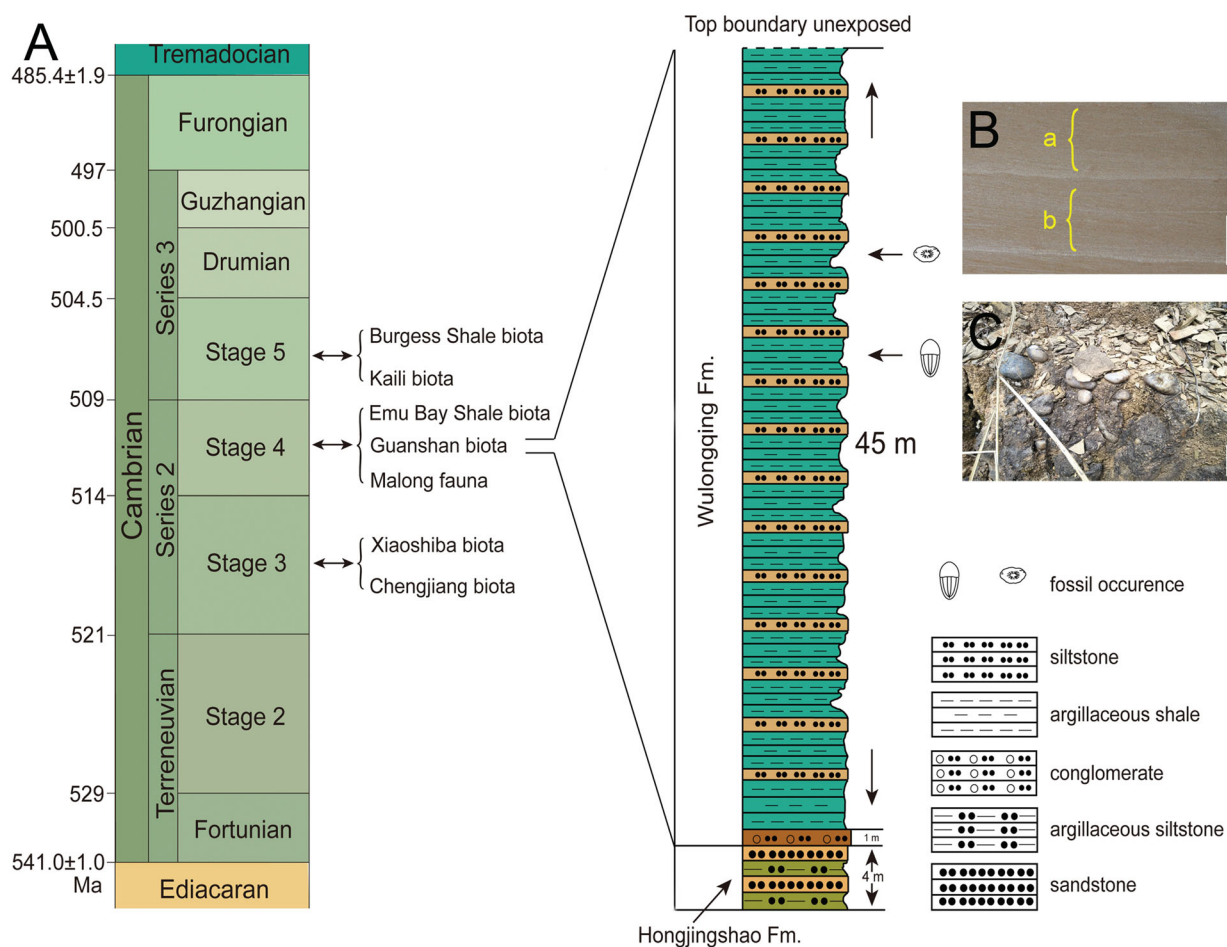 A
Tremadocian
485.4±1.9
Furongian
497
Guzhangian
500.5
Drumian
504.5
Stage 5
509
Stage 4
514
Stage 3
521
Stage 2
529
Fortunian
541.0±1.0
Ma
Ediacaran
Cambrian
Series 3
Series 2
Terreneuvian
Burgess Shale biota
Kaili biota
Emu Bay Shale biota
Guanshan biota
Malong fauna
Xiaoshiba biota
Chengjiang biota
Top boundary unexposed
Wulongqing Fm.
45 m
1 m
4 m
Hongjingshao Fm.
B
a
b
C
fossil occurence
siltstone
argillaceous shale
conglomerate
argillaceous siltstone
sandstone